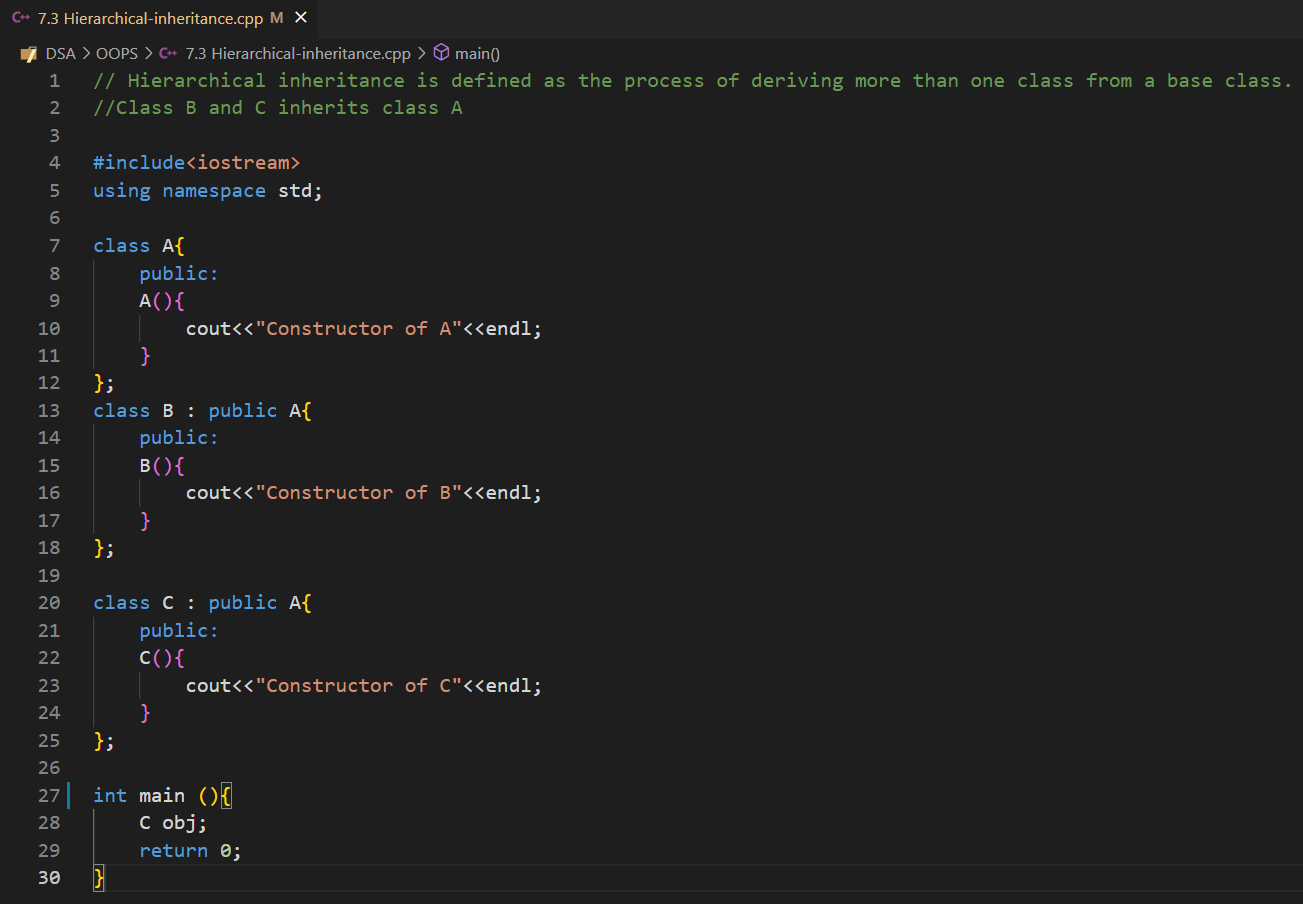 C++ 7.3 Hierarchical-inheritance.cpp M ×
DSA > OOPS > C++ 7.3 Hierarchical-inheritance.cpp > main()
1 // Hierarchical inheritance is defined as the process of deriving more than one class from a base class.
2 //Class B and C inherits class A
3
4 #include<iostream>
5 using namespace std;
6
7 class A{
8     public:
9     A(){
10         cout<<"Constructor of A"<<endl;
11     }
12 };
13 class B : public A{
14     public:
15     B(){
16         cout<<"Constructor of B"<<endl;
17     }
18 };
19
20 class C : public A{
21     public:
22     C(){
23         cout<<"Constructor of C"<<endl;
24     }
25 };
26
27 int main (){
28     C obj;
29     return 0;
30 }